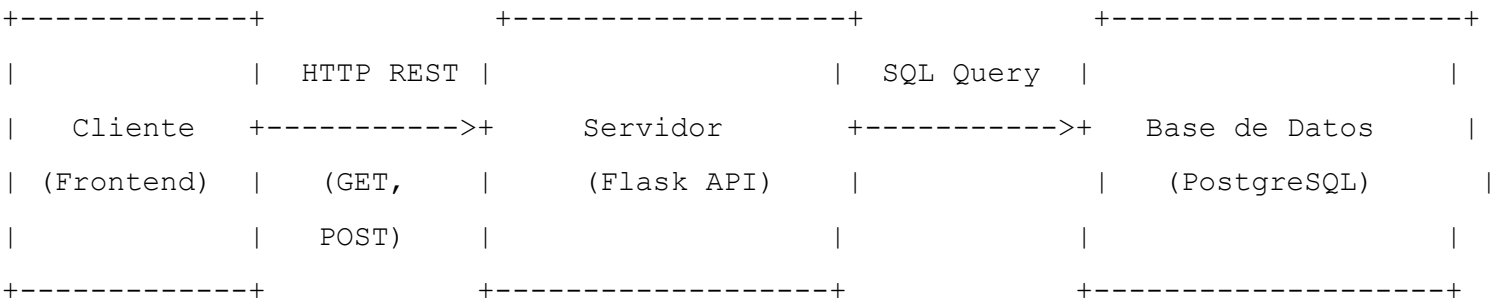 +-------------+ +-------------------+ +--------------------+
| | HTTP REST | | SQL Query | |
| Cliente +----------->+ Servidor +----------->+ Base de Datos |
| (Frontend) | (GET, | (Flask API) | | (PostgreSQL) |
| | POST) | | | |
+-------------+ +-------------------+ +--------------------+